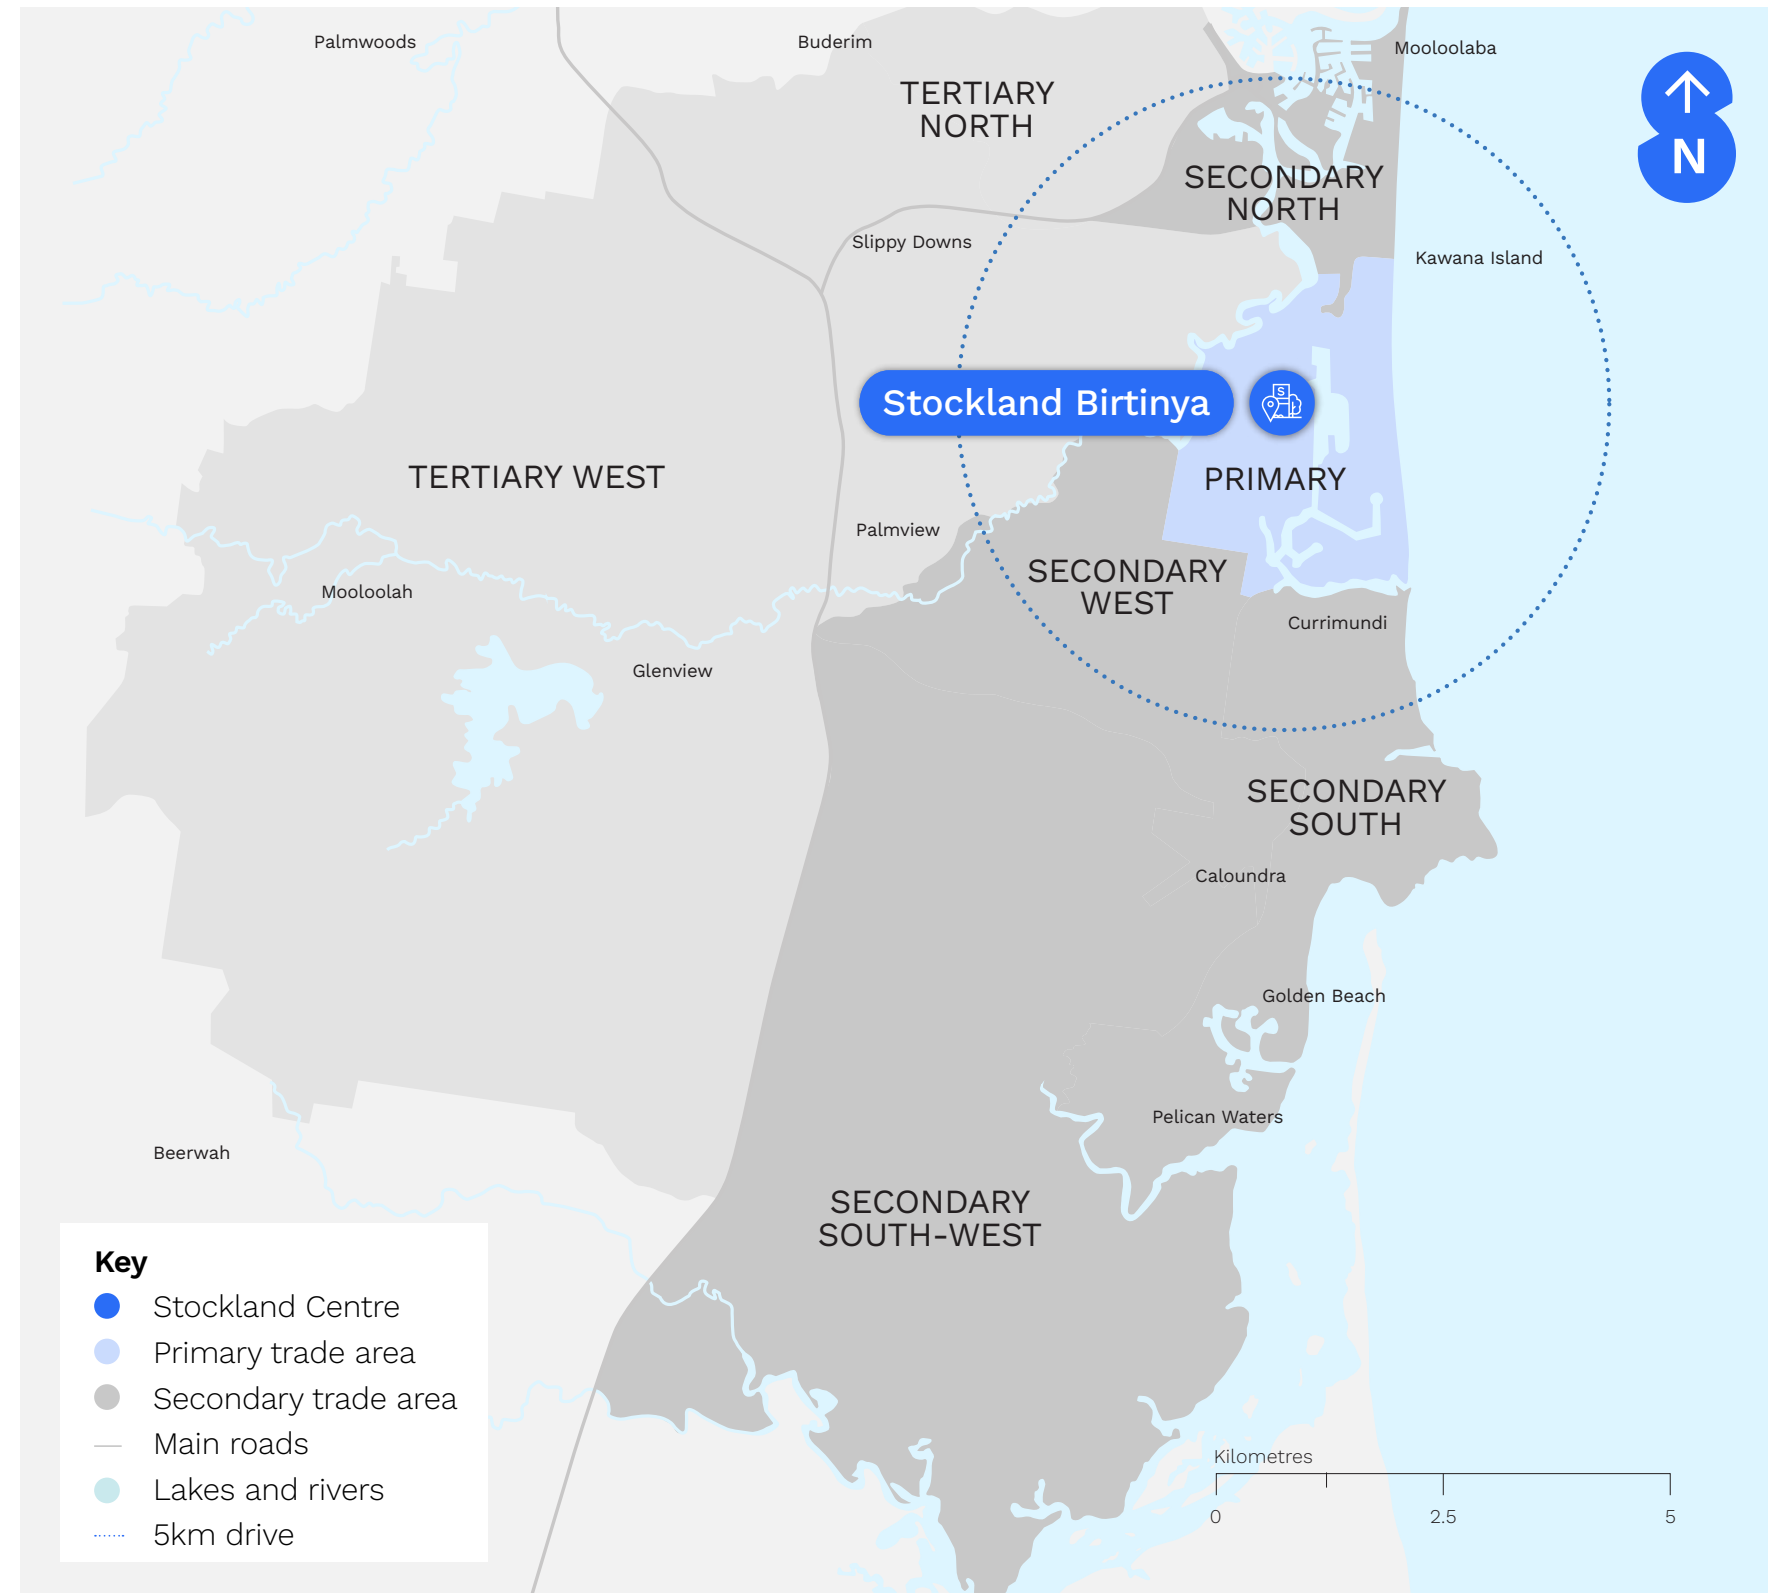 Palmwoods
Buderim
Mooloolaba
TERTIARY
NORTH
N
SECONDARY
NORTH
Slippy Downs
Kawana Island
Stockland Birtinya
S
TERTIARY WEST
PRIMARY
Palmview
SECONDARY
WEST
Mooloolah
Currimundi
Glenview
SECONDARY
SOUTH
Caloundra
Golden Beach
Pelican Waters
Beerwah
SECONDARY
SOUTH-WEST
Key
Stockland Centre
Primary trade area
Secondary trade area
Main roads
Lakes and rivers
5km drive
Kilometres
0
2.5
5